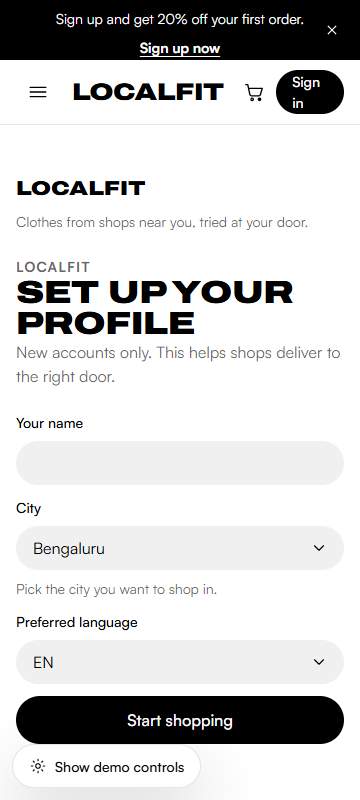 Sign up and get 20% off your first order.
Sign up now
LOCALFIT
Sign
in
LOCALFIT
Clothes from shops near you, tried at your door.
LOCALFIT
SET UP YOUR
PROFILE
New accounts only. This helps shops deliver to
the right door.
Your name
City
Bengaluru
Pick the city you want to shop in.
Preferred language
EN
Start shopping
Show demo controls